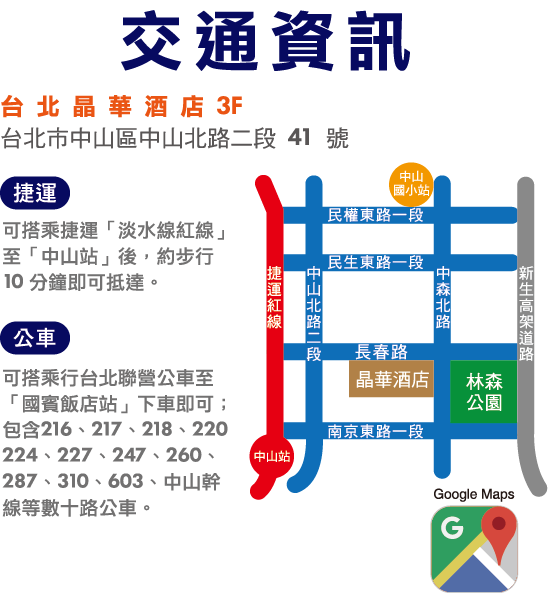 交通資訊
台北晶華酒店 3F
台北市中山區中山北路二段 41 號
捷運
可搭乘捷運「淡水線紅線」
至「中山站」後，約步行
10 分鐘即可抵達。
公車
可搭乘行台北聯營公車至
「國賓飯店站」下車即可；
包含216、217、218、220
224、227、247、260、
287、310、603、中山幹
線等數十路公車。
中山
國小站
民權東路一段
民生東路一段
捷運紅線
中山北路二段
中森北路
新生高架道路
長春路
晶華酒店
林森
公園
南京東路一段
中山站
Google Maps
G